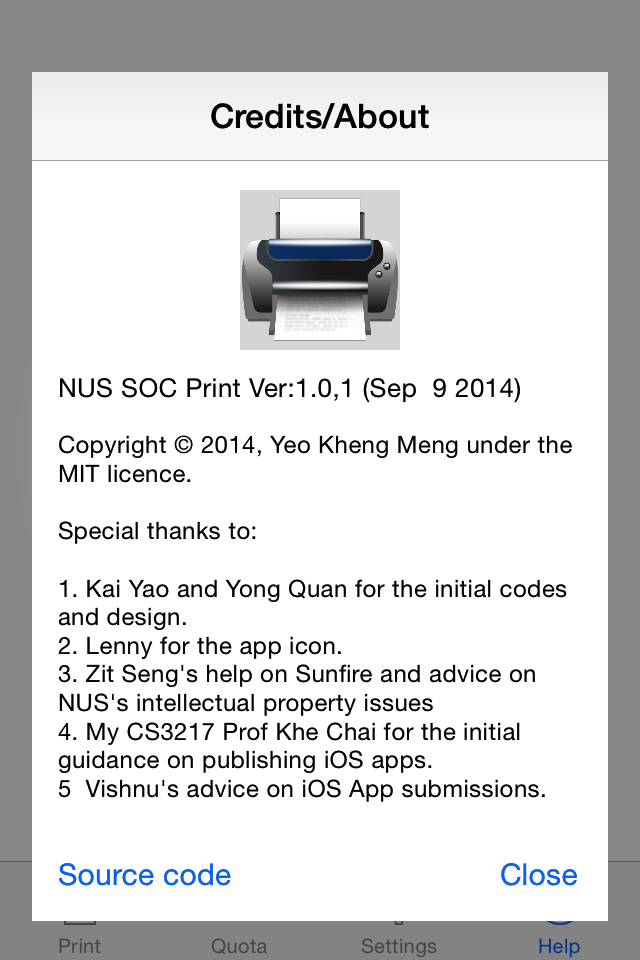 Credits/About
NUS SOC Print Ver:1.0,1 (Sep  9 2014)
Copyright © 2014, Yeo Kheng Meng under the
MIT licence.
Special thanks to:
1. Kai Yao and Yong Quan for the initial codes
and design.
2. Lenny for the app icon.
3. Zit Seng's help on Sunfire and advice on
NUS's intellectual property issues
4. My CS3217 Prof Khe Chai for the initial
guidance on publishing iOS apps.
5  Vishnu's advice on iOS App submissions.
Source code Close
Print Quota Settings Help